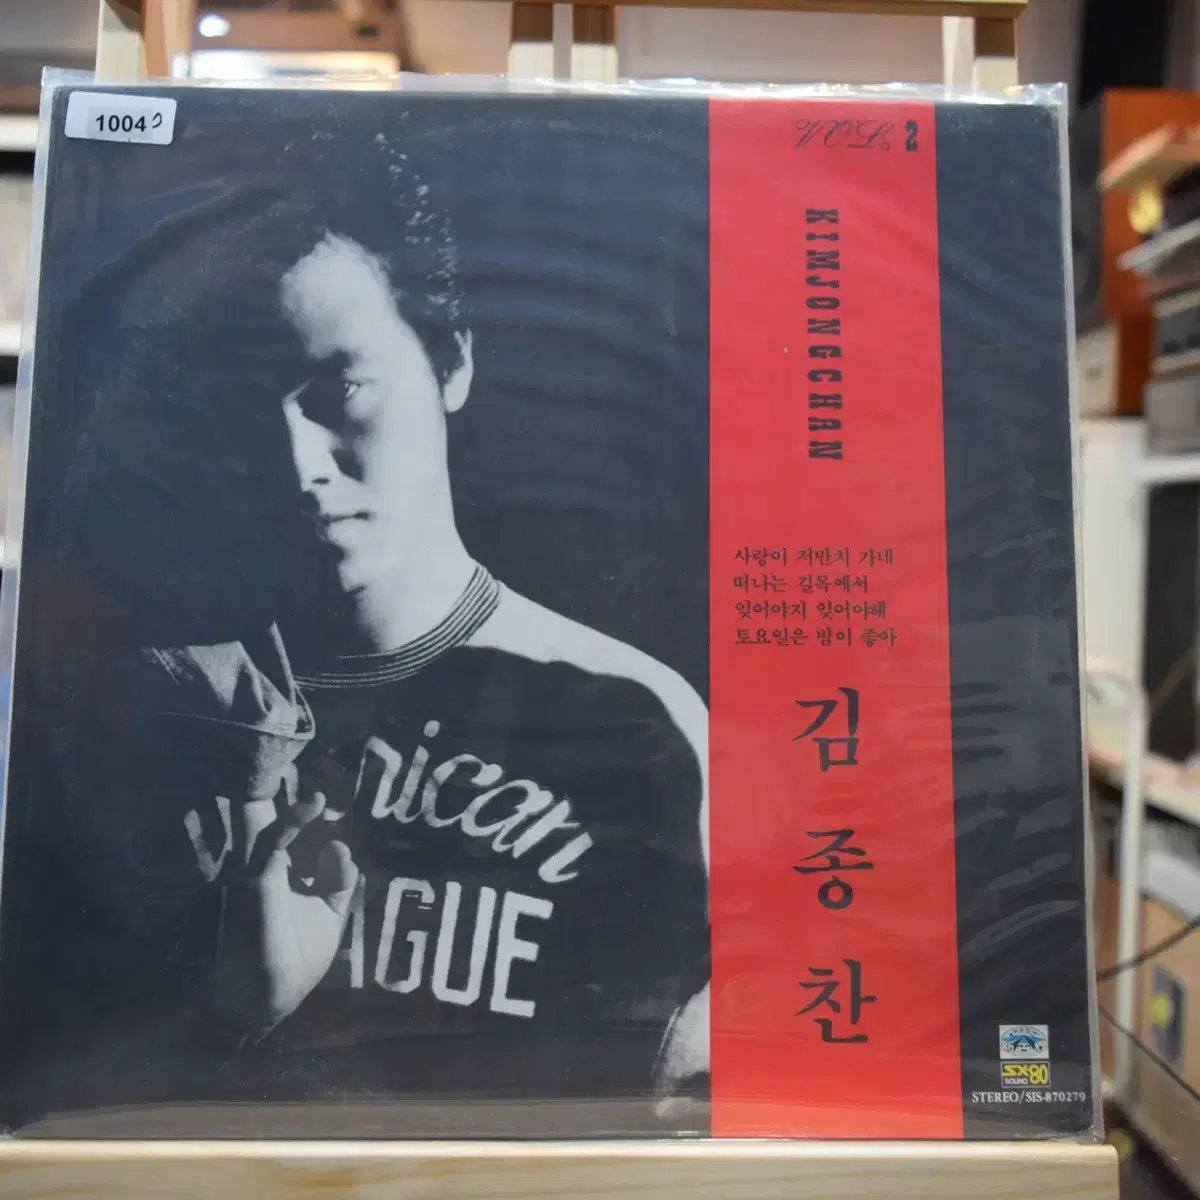 1004
2
KIMJONGCHAN
사랑이 저만치 가네
떠나는 길목에서
잊어야지 잊어야해
토요일은 밤이 좋아
김종찬
rican
AGUE
SX-80
SOUND
STEREO/SIS-870279